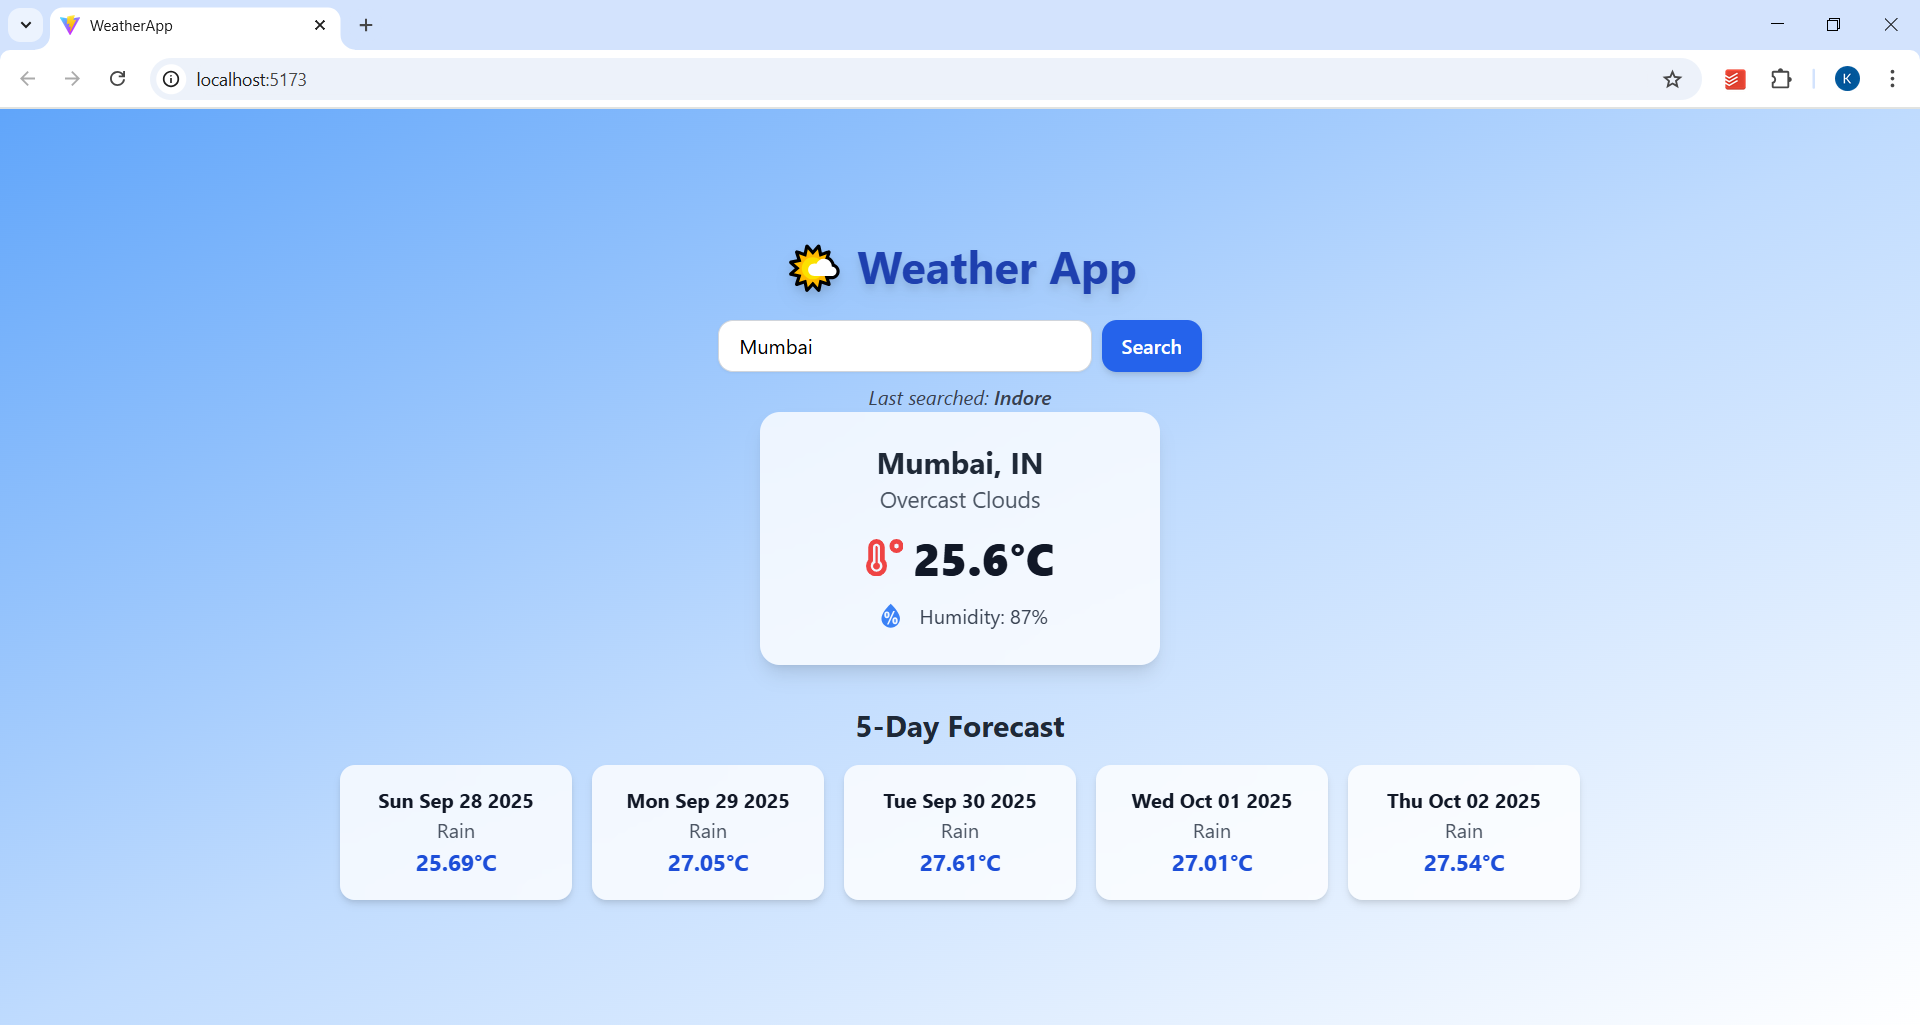 WeatherApp
localhost:5173
K
Weather App
Mumbai
Search
Last searched: Indore
Mumbai, IN
Overcast Clouds
25.6°C
% Humidity: 87%
5-Day Forecast
Sun Sep 28 2025
Rain
25.69°C
Mon Sep 29 2025
Rain
27.05°C
Tue Sep 30 2025
Rain
27.61°C
Wed Oct 01 2025
Rain
27.01°C
Thu Oct 02 2025
Rain
27.54°C